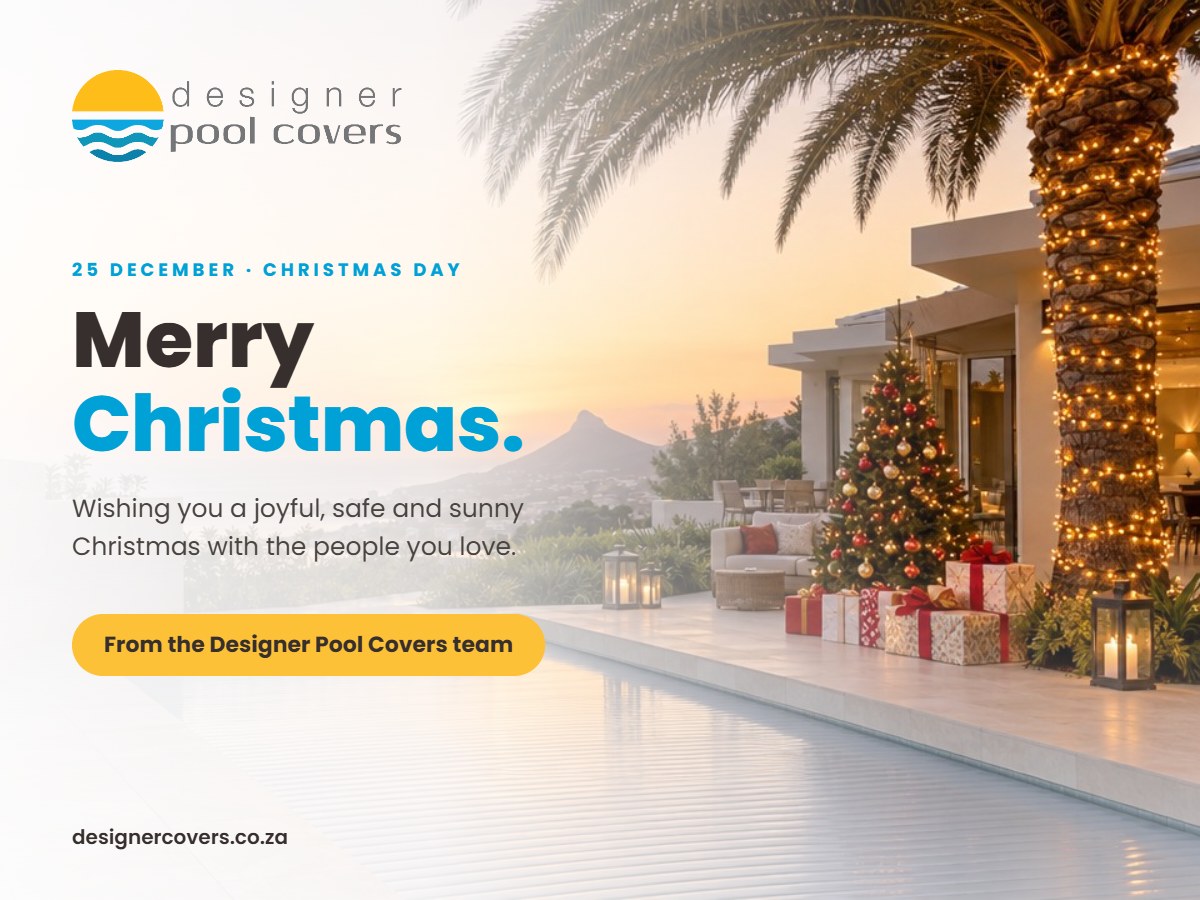 designer
pool covers
25 DECEMBER · CHRISTMAS DAY
Merry
Christmas.
Wishing you a joyful, safe and sunny
Christmas with the people you love.
From the Designer Pool Covers team
designercovers.co.za